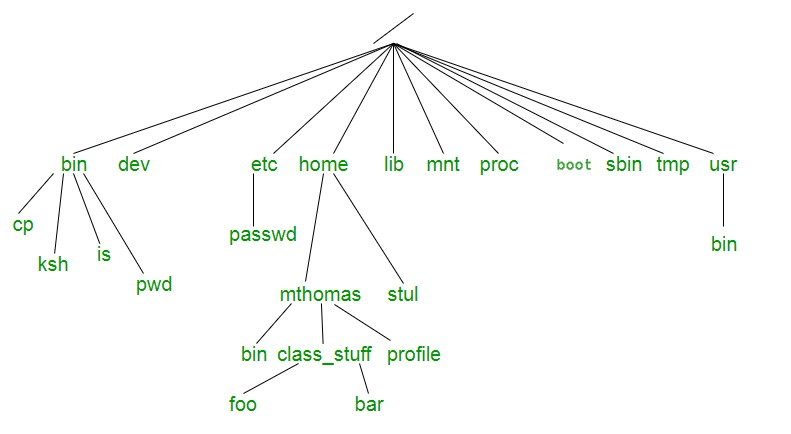 /
bin dev etc home lib mnt proc boot sbin tmp usr
cp ksh is pwd passwd bin
mthomas stul
bin class_stuff profile
foo bar